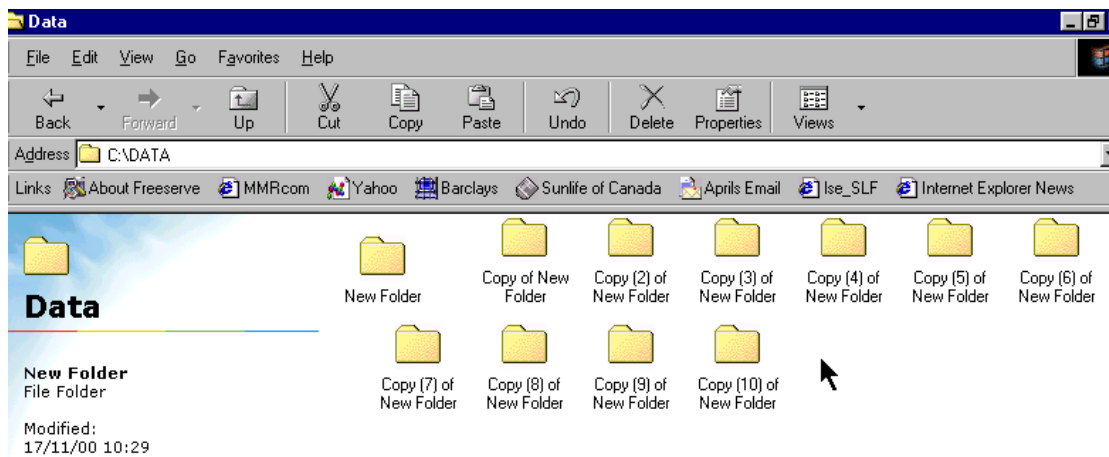 Data
File Edit View Go Favorites Help
Back Forward Up Cut Copy Paste Undo Delete Properties Views
Address C:\DATA
Links About Freeserve MMRcom Yahoo Barclays Sunlife of Canada Aprils Email Ise_SLF Internet Explorer News
Data
New Folder
File Folder
Modified:
17/11/00 10:29
New Folder
Copy of New
Folder
Copy (2) of
New Folder
Copy (3) of
New Folder
Copy (4) of
New Folder
Copy (5) of
New Folder
Copy (6) of
New Folder
Copy (7) of
New Folder
Copy (8) of
New Folder
Copy (9) of
New Folder
Copy (10) of
New Folder